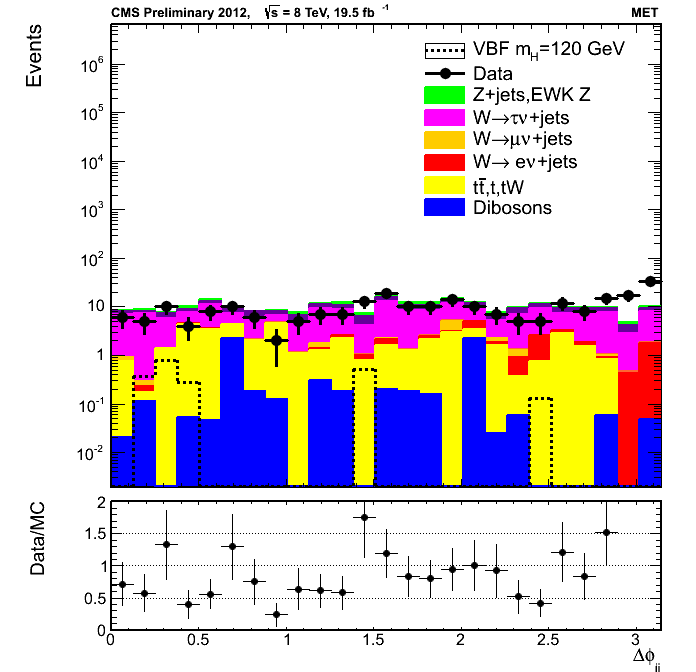 CMS Preliminary 2012, √s = 8 TeV, 19.5 fb⁻¹ MET
Events
10⁶
10⁵
10⁴
10³
10²
10
1
10⁻¹
10⁻²
VBF m_H=120 GeV
Data
Z+jets,EWK Z
W→τν+jets
W→μν+jets
W→ eν+jets
tt̄,t,tW
Dibosons
Data/MC
2
1.5
1
0.5
0
0 0.5 1 1.5 2 2.5 3
Δϕ_jj